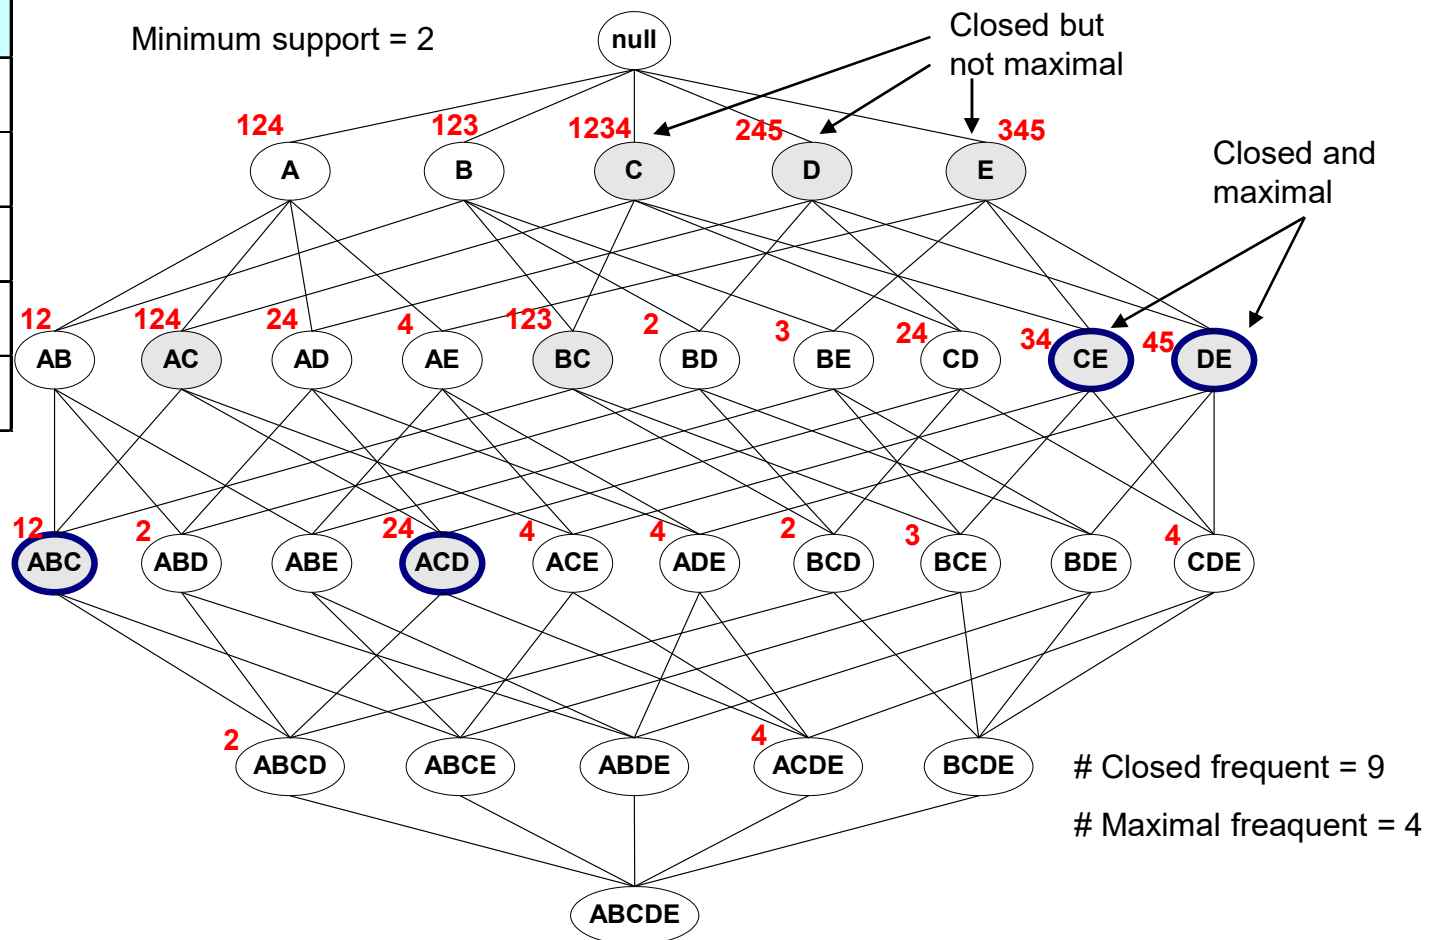 Minimum support = 2
null
Closed but
not maximal
124
123
1234
245
345
A
B
C
D
E
Closed and
maximal
12
124
24
4
123
2
3
24
34
45
AB
AC
AD
AE
BC
BD
BE
CD
CE
DE
12
2
24
4
4
2
3
4
ABC
ABD
ABE
ACD
ACE
ADE
BCD
BCE
BDE
CDE
2
4
ABCD
ABCE
ABDE
ACDE
BCDE
# Closed frequent = 9
# Maximal freaquent = 4
ABCDE